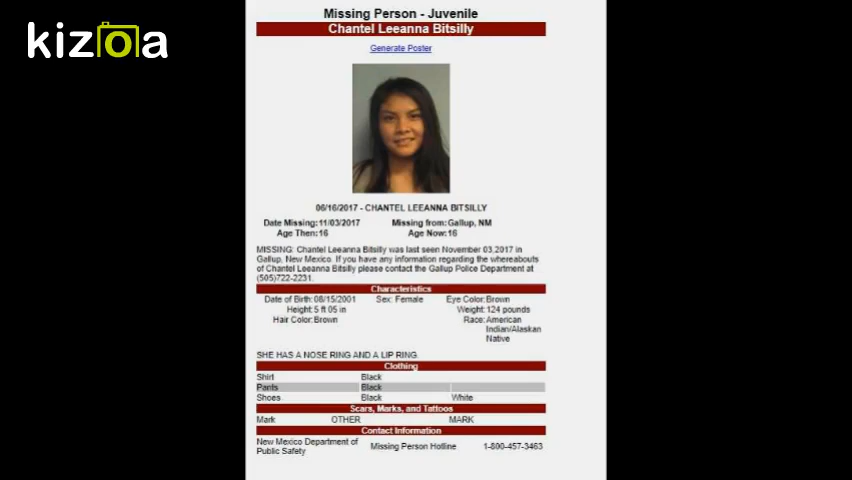 kizoa
Missing Person - Juvenile
Chantel Leeanna Bitsilly
Generate Poster
06/16/2017 - CHANTEL LEEANNA BITSILLY
Date Missing: 11/03/2017 Missing from: Gallup, NM
Age Then: 16 Age Now: 16
MISSING: Chantel Leeanna Bitsilly was last seen November 03,2017 in
Gallup, New Mexico. If you have any information regarding the whereabouts
of Chantel Leeanna Bitsilly please contact the Gallup Police Department at
(505)722-2231.
Characteristics
Date of Birth: 08/15/2001 Sex: Female Eye Color: Brown
Height: 5 ft 05 in Weight: 124 pounds
Hair Color: Brown Race: American
Indian/Alaskan
Native
SHE HAS A NOSE RING AND A LIP RING.
Clothing
Shirt Black
Pants Black
Shoes Black White
Scars, Marks, and Tattoos
Mark OTHER MARK
Contact Information
New Mexico Department of
Public Safety Missing Person Hotline 1-800-457-3463